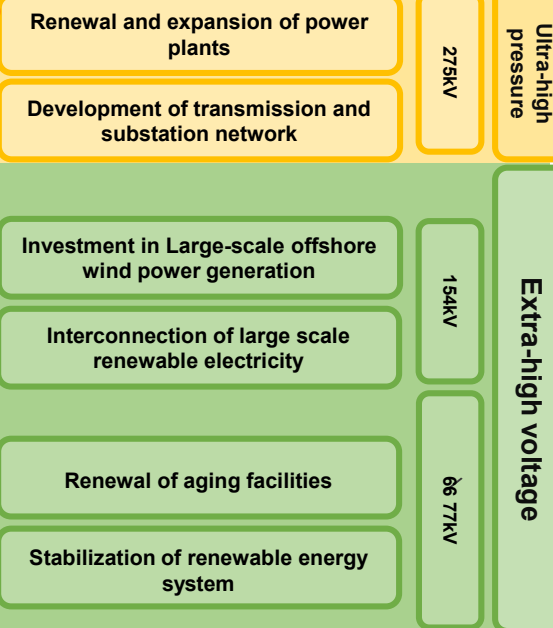 Renewal and expansion of power
plants
275kV
Ultra-high
pressure
Development of transmission and
substation network
Investment in Large-scale offshore
wind power generation
154kV
Interconnection of large scale
renewable electricity
Extra-high voltage
Renewal of aging facilities
66 77kV
Stabilization of renewable energy
system